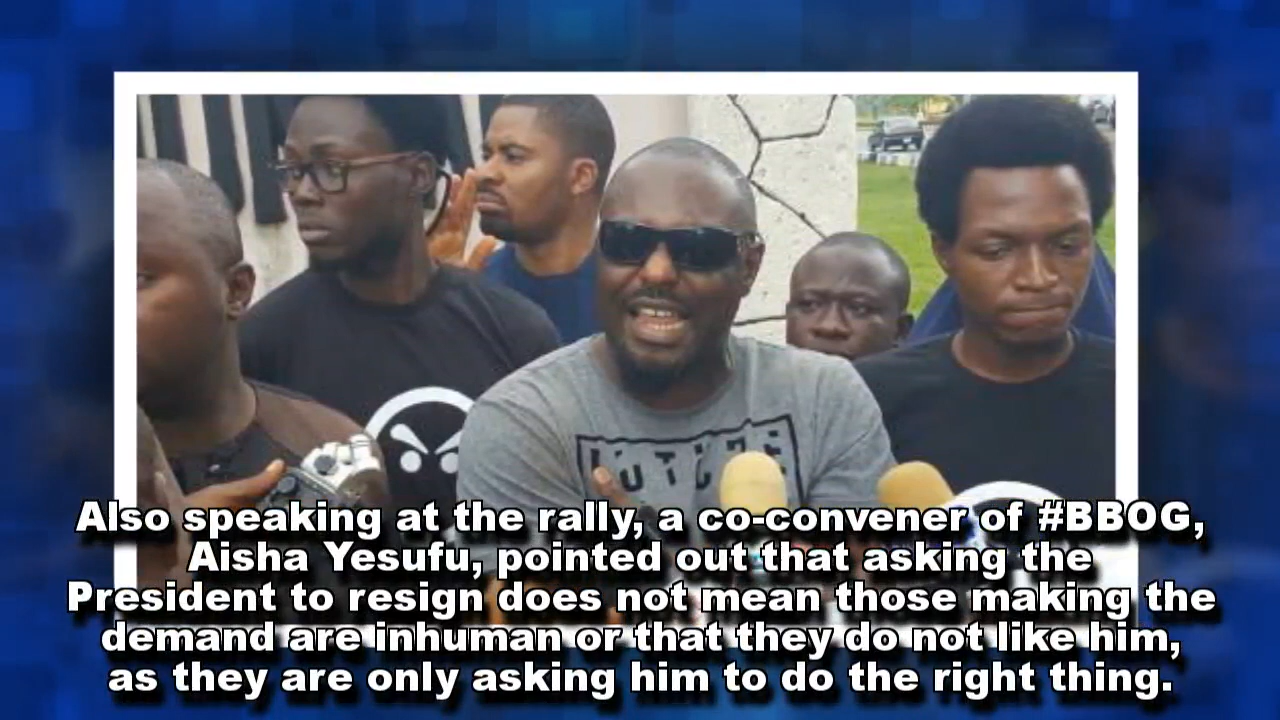 FUTURE
Also speaking at the rally, a co-convener of #BBOG,
Aisha Yesufu, pointed out that asking the
President to resign does not mean those making the
demand are inhuman or that they do not like him,
as they are only asking him to do the right thing.